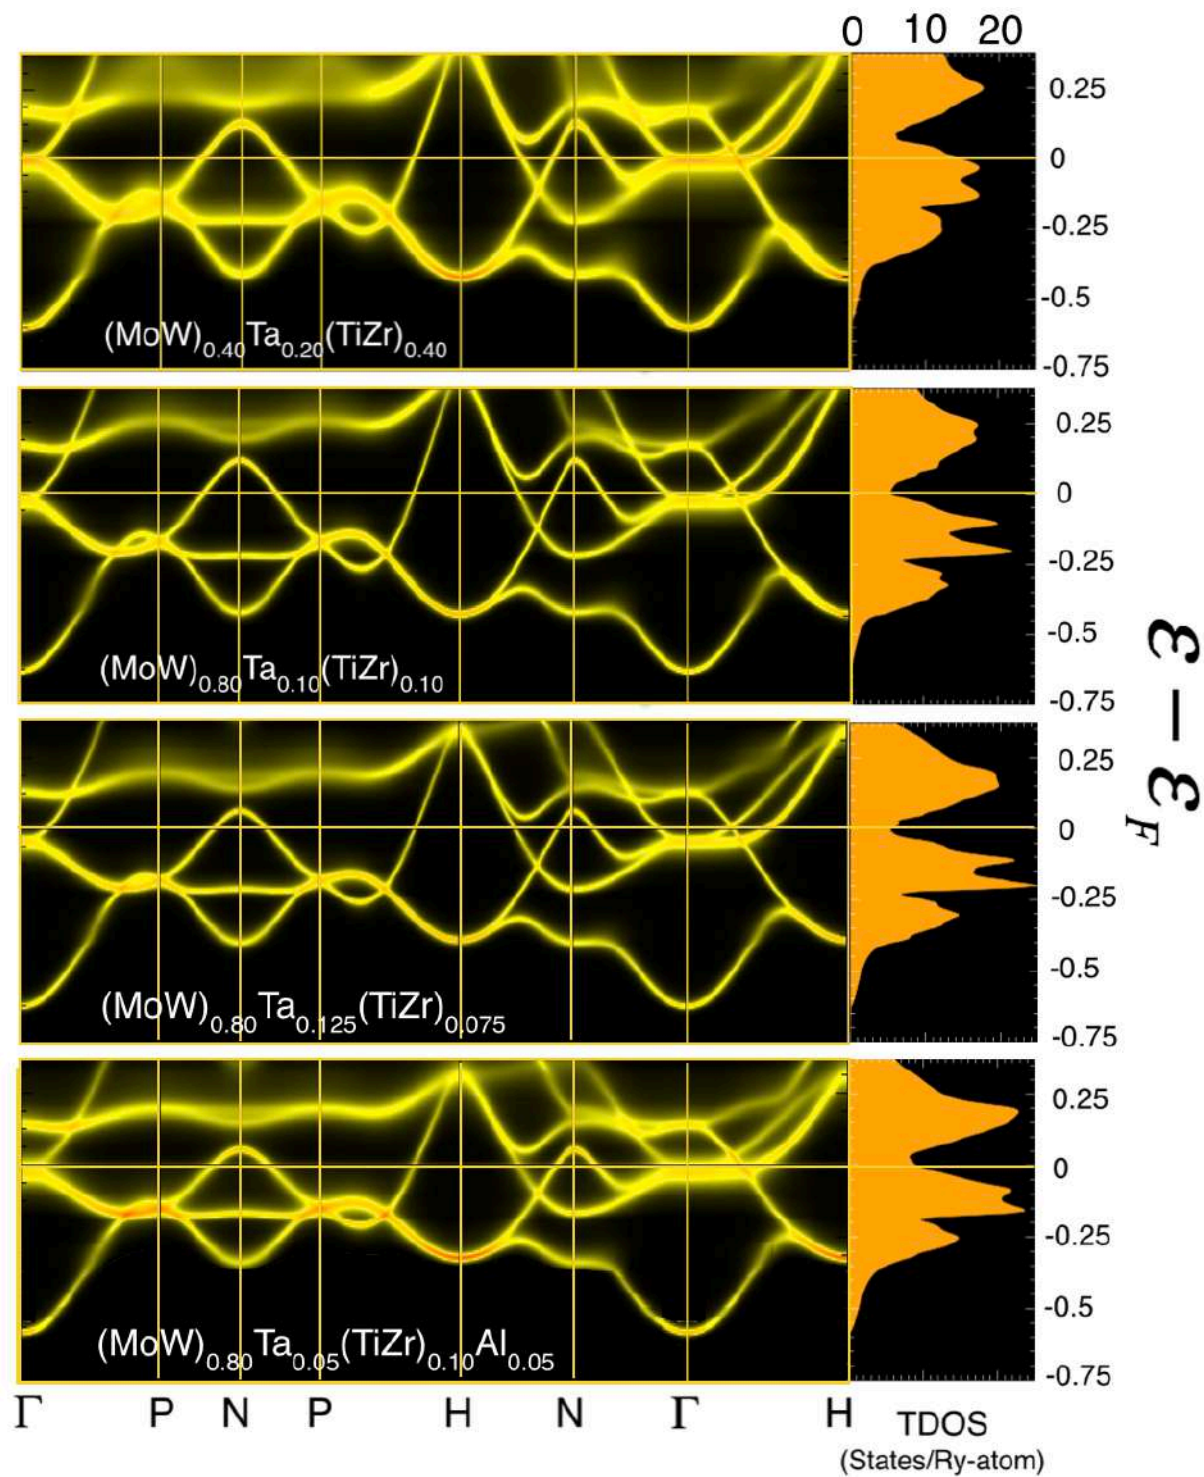 0 10 20
0.25
0
-0.25
-0.5
-0.75
(MoW)0.40Ta0.20(TiZr)0.40
0.25
0
-0.25
-0.5
-0.75
(MoW)0.80Ta0.10(TiZr)0.10
0.25
0
-0.25
-0.5
-0.75
(MoW)0.80Ta0.125(TiZr)0.075
0.25
0
-0.25
-0.5
-0.75
(MoW)0.80Ta0.05(TiZr)0.10Al0.05
ε – εF
Γ P N P H N Γ H
TDOS
(States/Ry-atom)